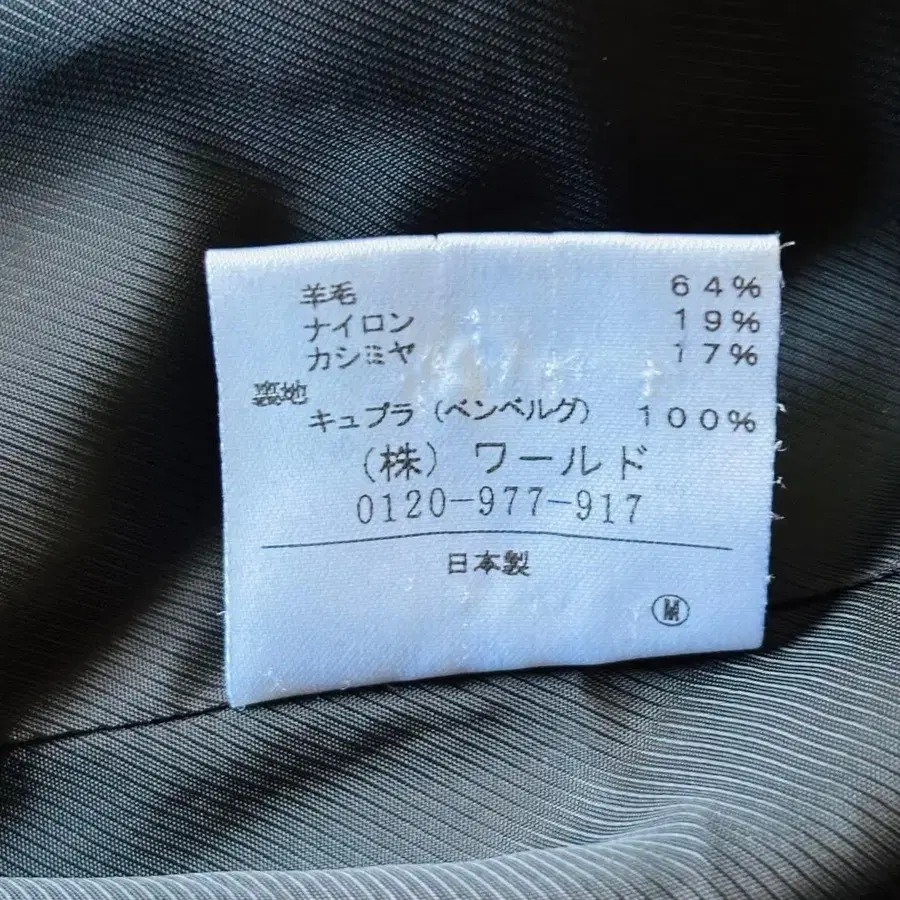 羊毛 64%
ナイロン 19%
カシミヤ 17%
裏地
キュプラ(ベンベルグ) 100%
(株) ワールド
0120-977-917
日本製
M